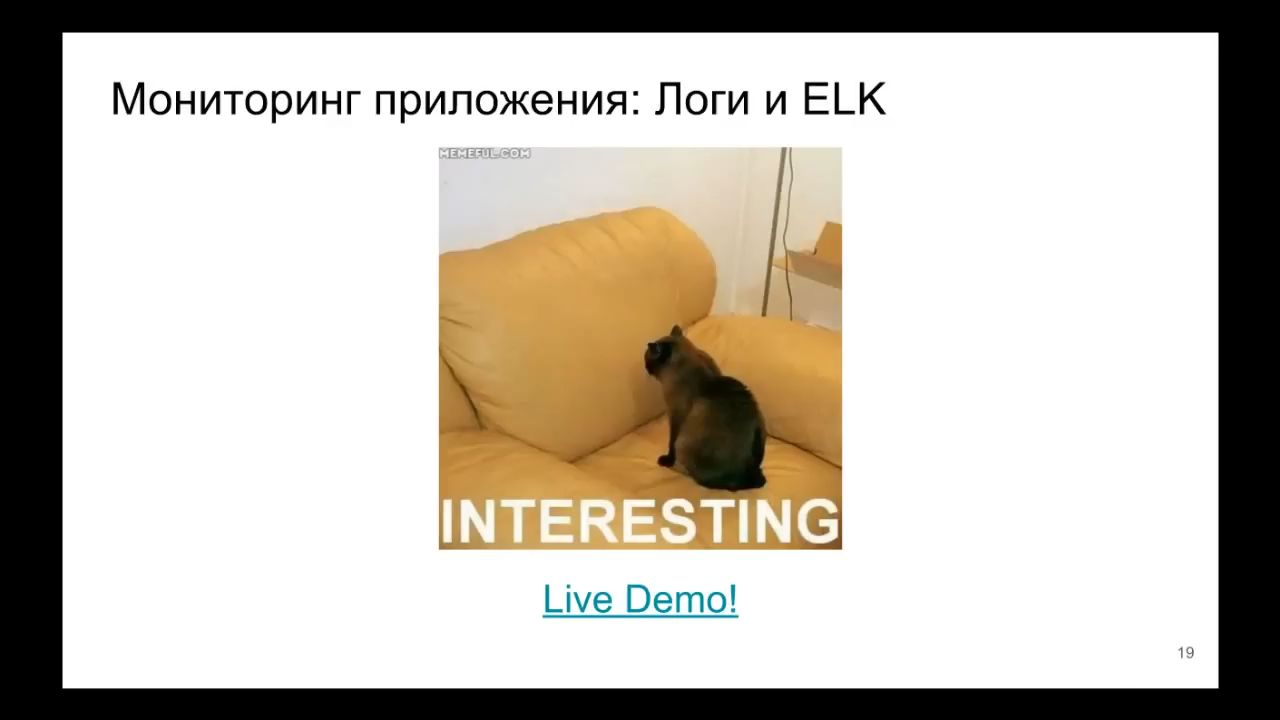 Мониторинг приложения: Логи и ELK
MEMEFUL.COM
INTERESTING
Live Demo!
19